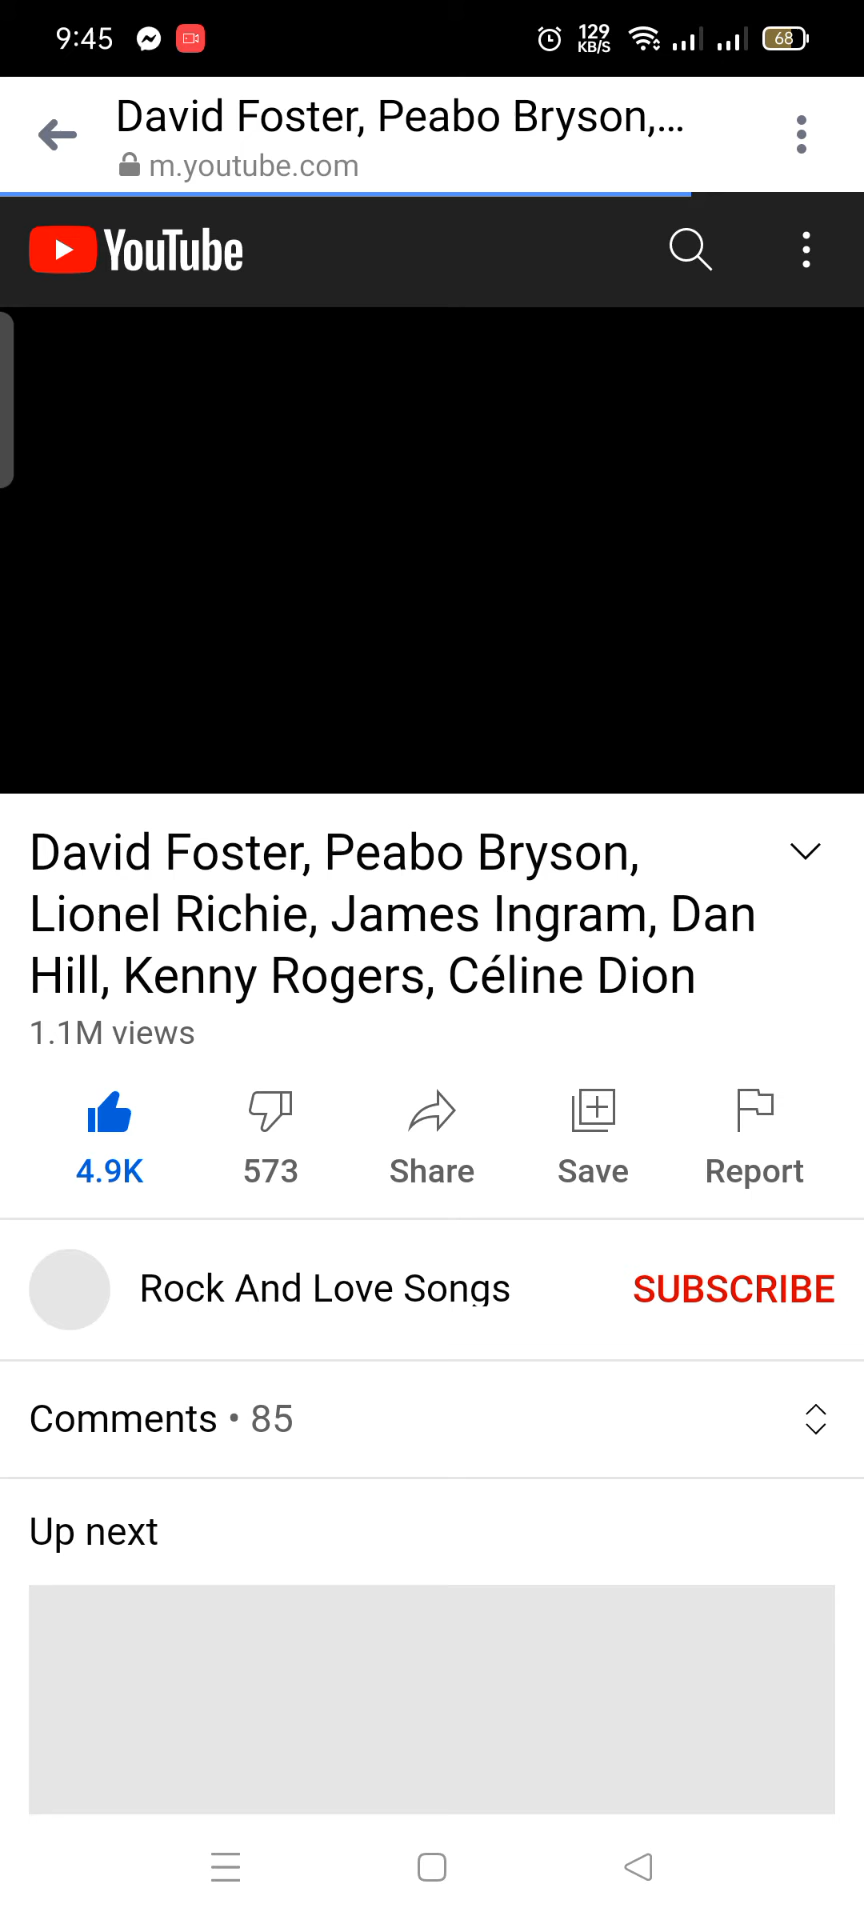 9:45
129
KB/S
68
David Foster, Peabo Bryson,...
m.youtube.com
YouTube
David Foster, Peabo Bryson,
Lionel Richie, James Ingram, Dan
Hill, Kenny Rogers, Céline Dion
1.1M views
4.9K 573 Share Save Report
Rock And Love Songs SUBSCRIBE
Comments • 85
Up next